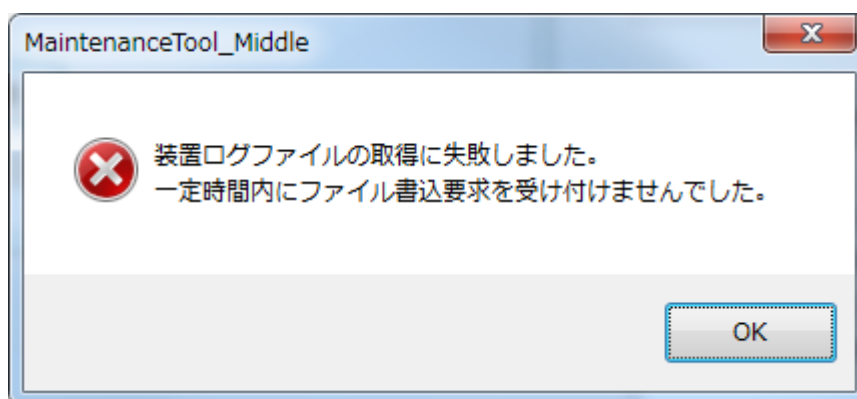 MaintenanceTool_Middle
装置ログファイルの取得に失敗しました。
一定時間内にファイル書込要求を受け付けませんでした。
OK